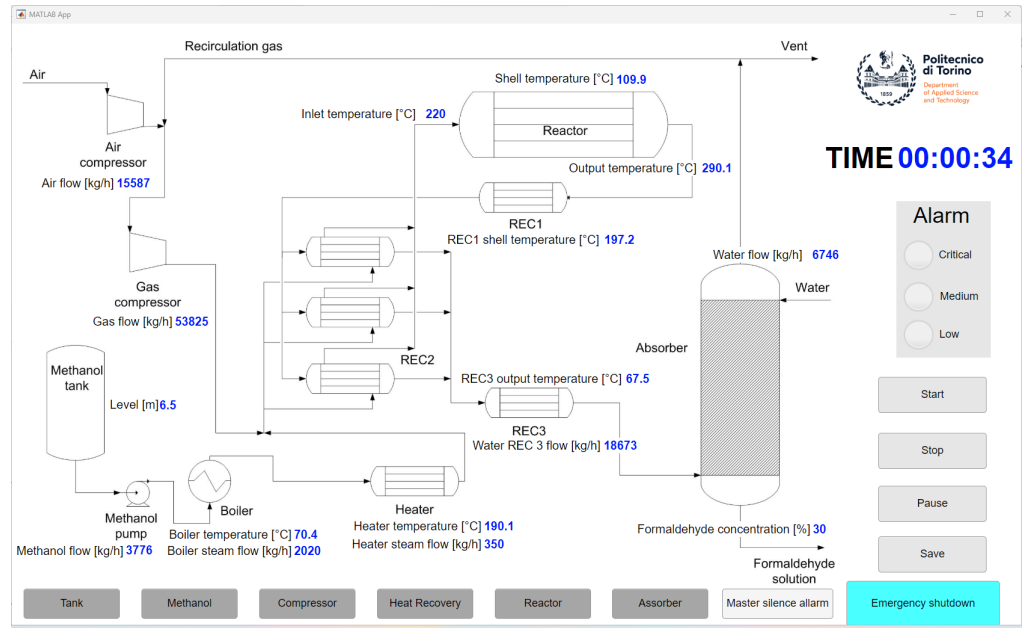 MATLAB App
Recirculation gas
Vent
Air
Shell temperature [°C] 109.9
Politecnico
di Torino
Department
of Applied Science
and Technology
1859
Inlet temperature [°C] 220
Reactor
Air
compressor
Air flow [kg/h] 15587
TIME 00:00:34
Output temperature [°C] 290.1
REC1
REC1 shell temperature [°C] 197.2
Alarm
Critical
Medium
Low
Water flow [kg/h] 6746
Water
Gas
compressor
Gas flow [kg/h] 53825
Absorber
REC2
Methanol
tank
Level [m] 6.5
REC3 output temperature [°C] 67.5
Start
REC3
Water REC 3 flow [kg/h] 18673
Stop
Boiler
Heater
Methanol
pump
Methanol flow [kg/h] 3776
Boiler temperature [°C] 70.4
Boiler steam flow [kg/h] 2020
Heater temperature [°C] 190.1
Heater steam flow [kg/h] 350
Formaldehyde concentration [%] 30
Pause
Save
Formaldehyde
solution
Tank
Methanol
Compressor
Heat Recovery
Reactor
Assorber
Master silence allarm
Emergency shutdown